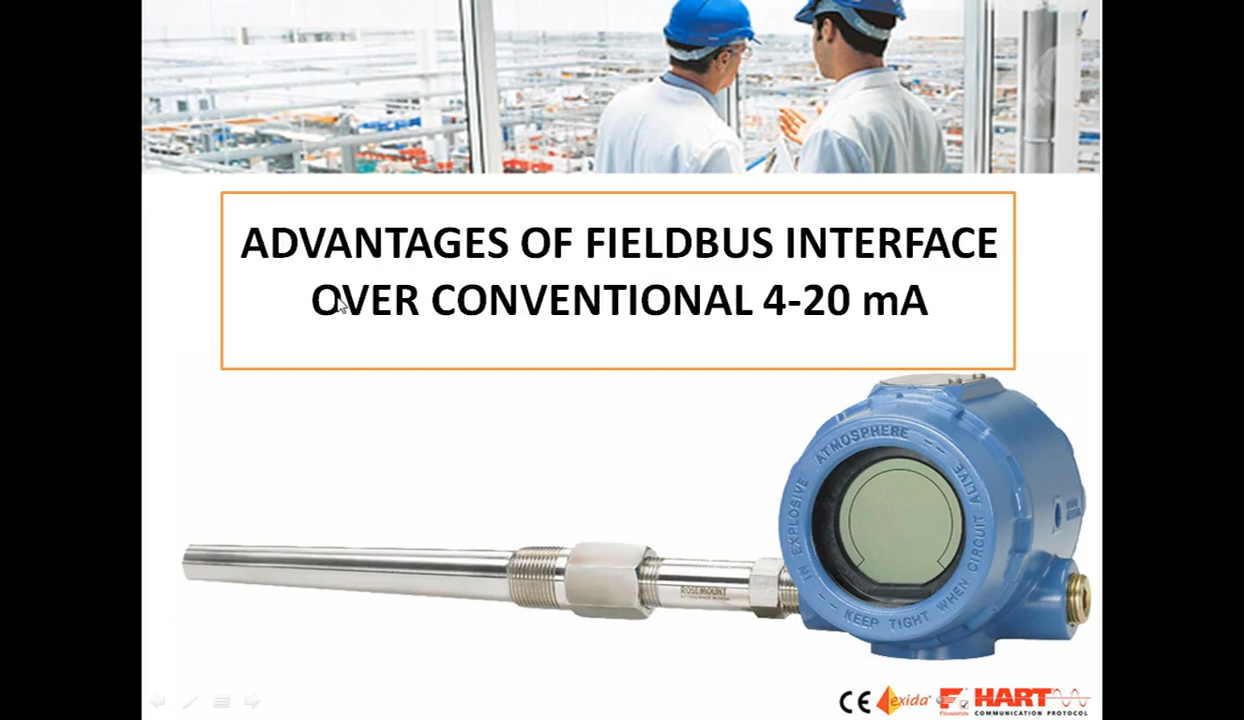 ADVANTAGES OF FIELDBUS INTERFACE
OVER CONVENTIONAL 4-20 mA
IN EXPLOSIVE ATMOSPHERE -- KEEP TIGHT WHEN CIRCUIT ALIVE --
ROSEMOUNT
CE exida FOUNDATION HART
COMMUNICATION PROTOCOL